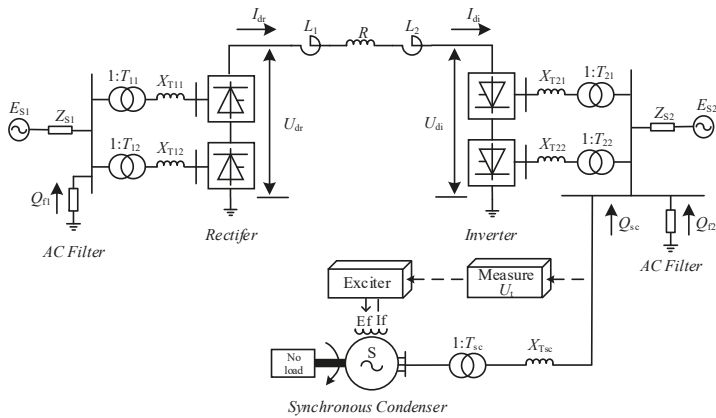 I_dr
L_1
R
L_2
I_di
1:T_11
X_T11
U_dr
U_di
X_T21
1:T_21
E_S1
Z_S1
Z_S2
E_S2
1:T_12
X_T12
X_T22
1:T_22
Q_f1
AC Filter
Rectifer
Inverter
Q_sc
Q_f2
AC Filter
Exciter
Measure
U_t
Ef If
S
No
load
1:T_sc
X_Tsc
Synchronous Condenser